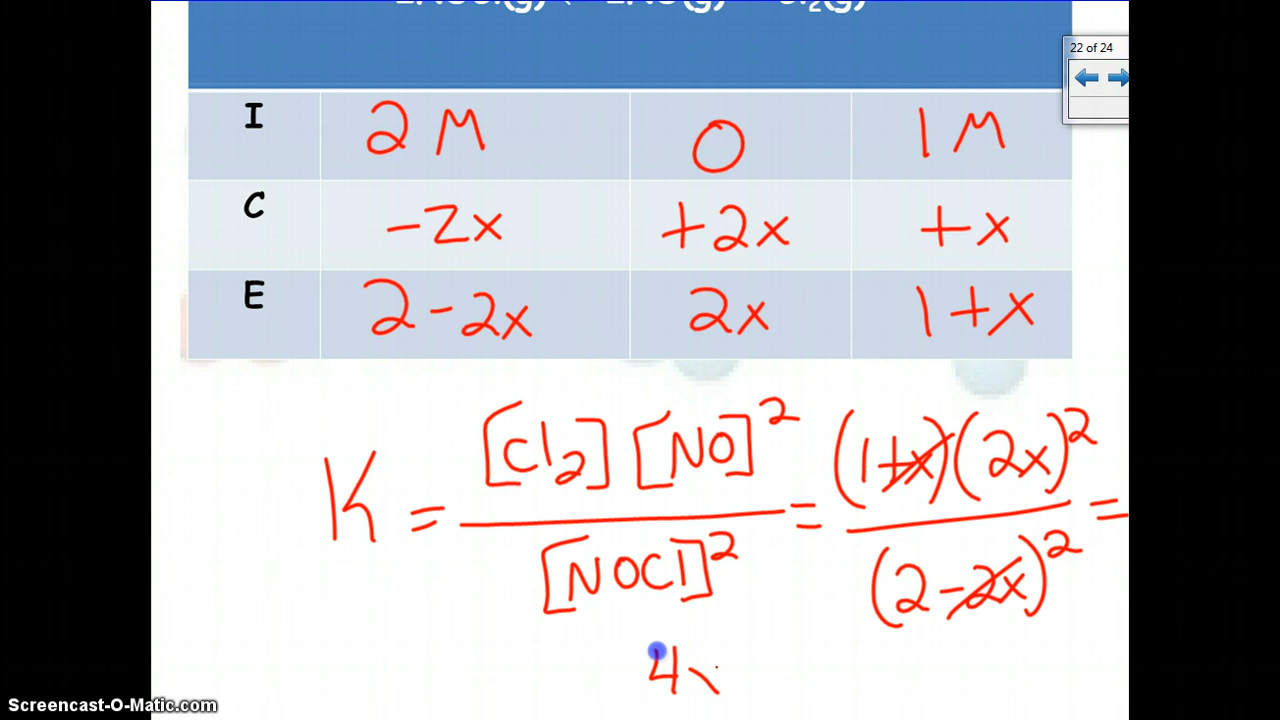 22 of 24
I 2 M 0 1 M
C -2x +2x +x
E 2-2x 2x 1+x
K = [Cl2] [NO]² / [NOCl]² = (1+x)(2x)² / (2-2x)² =
4x
Screencast-O-Matic.com